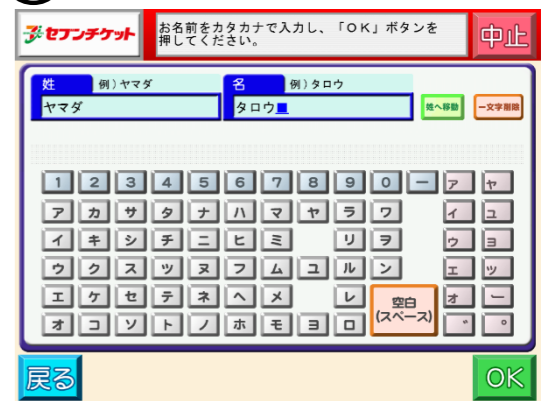 セブンチケット
お名前をカタカナで入力し、「OK」ボタンを
押してください。
中止
姓 例)ヤマダ
名 例)タロウ
ヤマダ
タロウ
姓へ移動
一文字削除
1 2 3 4 5 6 7 8 9 0 ー ァ ャ
ア カ サ タ ナ ハ マ ヤ ラ ワ ィ ュ
イ キ シ チ ニ ヒ ミ リ ヲ ゥ ョ
ウ ク ス ツ ヌ フ ム ユ ル ン ェ ッ
エ ケ セ テ ネ ヘ メ レ 空白 ォ ー
オ コ ソ ト ノ ホ モ ヨ ロ (スペース) ゛ ゜
戻る
OK